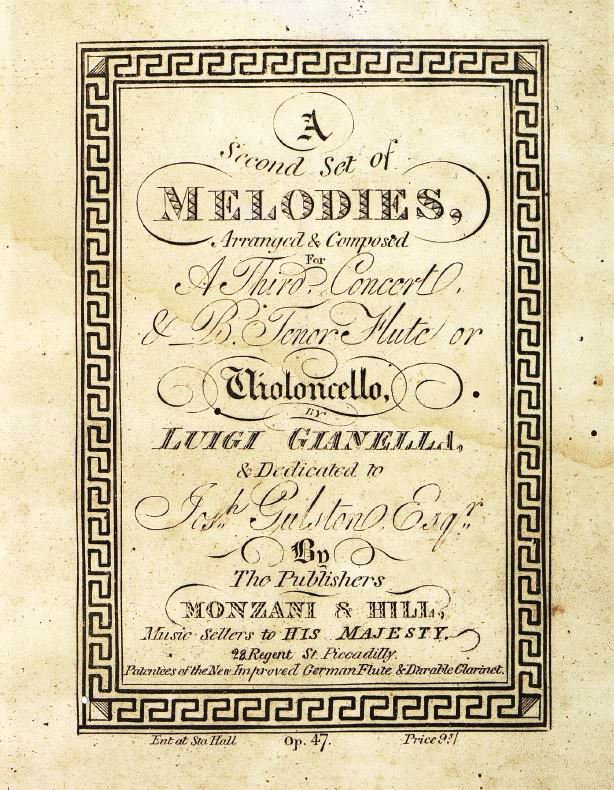 A
Second Set of
MELODIES,
Arranged & Composed
For
A Third, Concert,
& B. Tenor Flute or
Violoncello,
BY
LUIGI GIANELLA,
& Dedicated to
Josh. Gulston, Esqr.
By
The Publishers
MONZANI & HILL,
Music Sellers to HIS MAJESTY,
28 Regent St. Piccadilly.
Patentees of the New Improved German Flute & Durable Clarinet.
Ent at Sta Hall Op. 47. Price 9s/